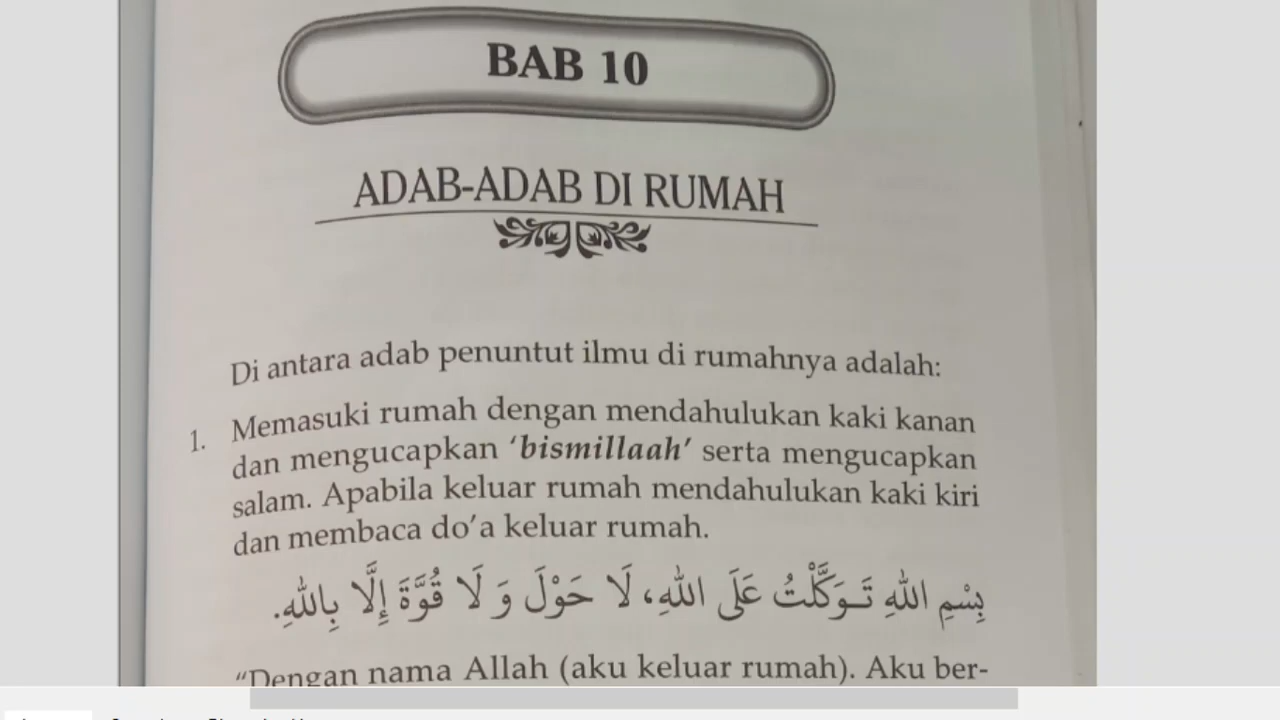 BAB 10
ADAB-ADAB DI RUMAH
Di antara adab penuntut ilmu di rumahnya adalah:
1. Memasuki rumah dengan mendahulukan kaki kanan
dan mengucapkan ‘bismillaah’ serta mengucapkan
salam. Apabila keluar rumah mendahulukan kaki kiri
dan membaca do’a keluar rumah.
بِسْمِ اللهِ تَوَكَّلْتُ عَلَى اللهِ، لَا حَوْلَ وَ لَا قُوَّةَ إِلَّا بِاللهِ.
“Dengan nama Allah (aku keluar rumah). Aku ber-